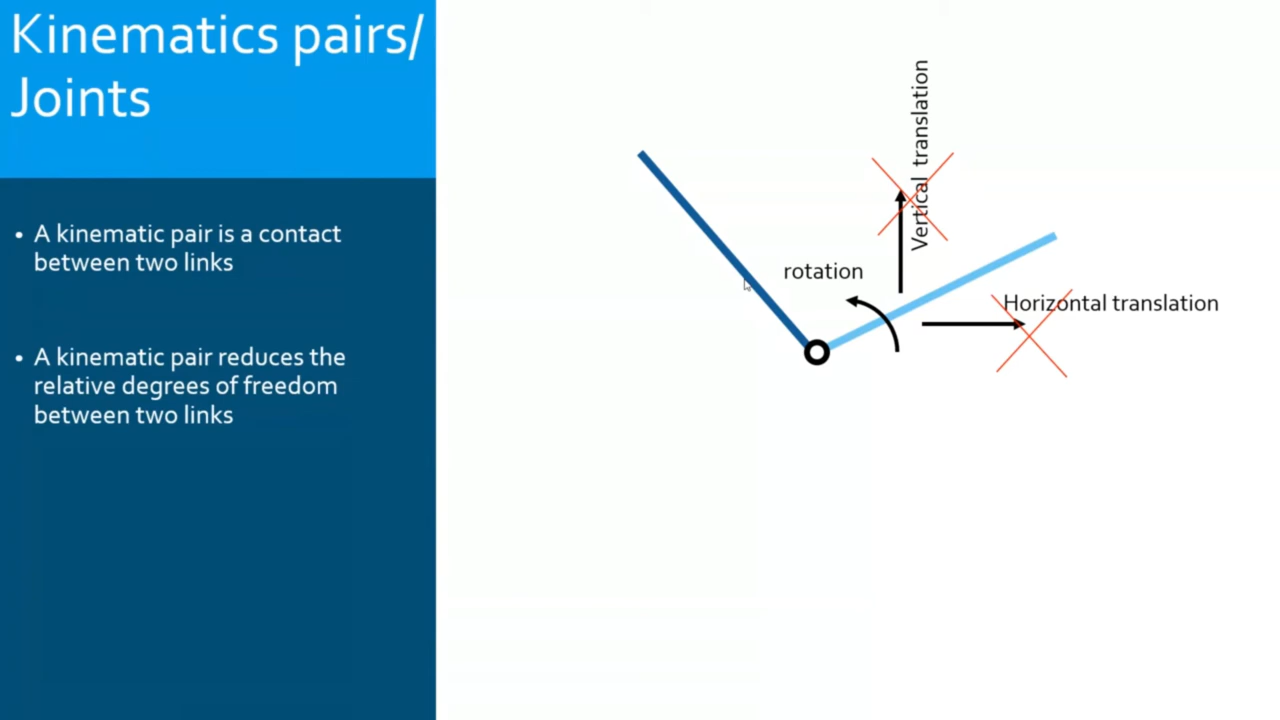 Kinematics pairs/
Joints
• A kinematic pair is a contact
between two links
• A kinematic pair reduces the
relative degrees of freedom
between two links
Vertical translation
rotation
Horizontal translation